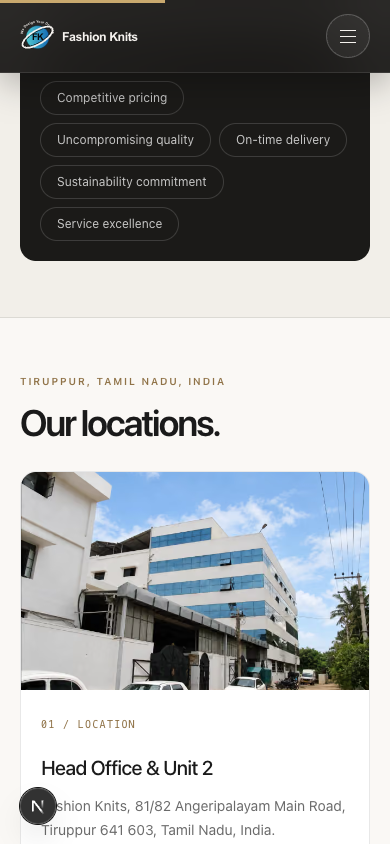 FK
Fashion Knits
Competitive pricing
Uncompromising quality
On-time delivery
Sustainability commitment
Service excellence
TIRUPPUR, TAMIL NADU, INDIA
Our locations.
01 / LOCATION
Head Office & Unit 2
Knits, 81/82 Angeripalayam Main Road,
Tiruppur 641 603, Tamil Nadu, India.
N